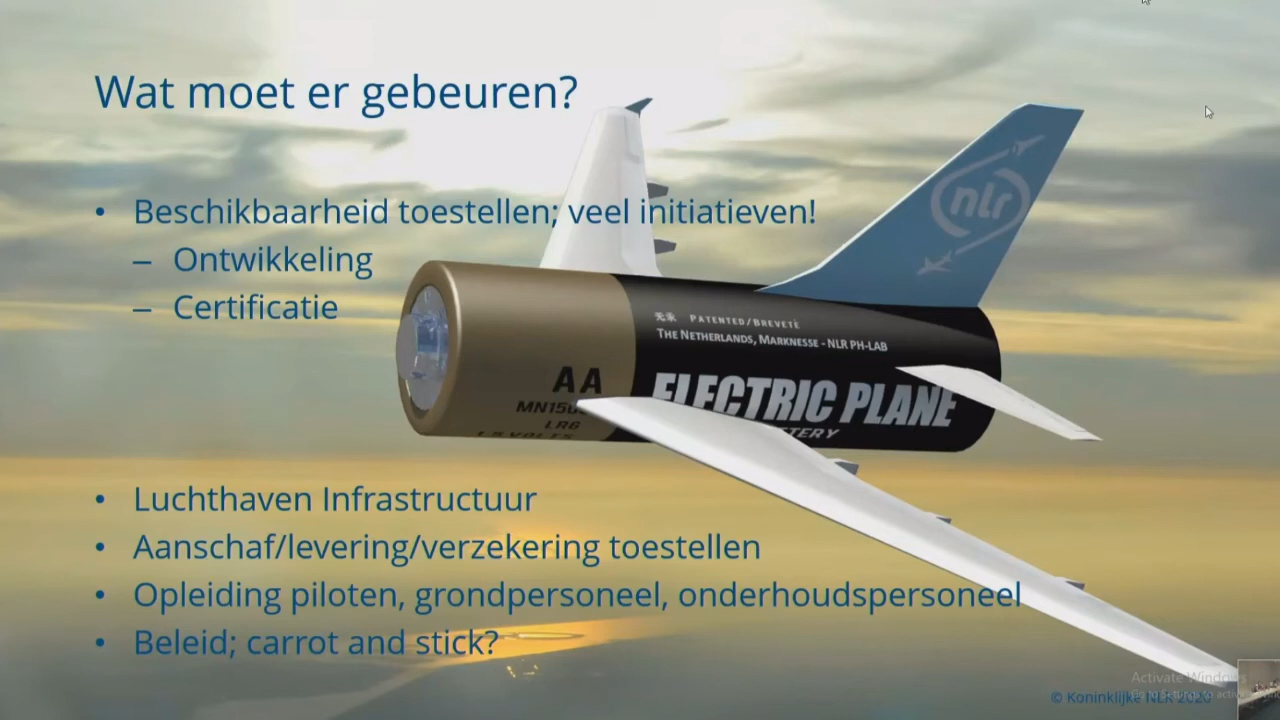 Wat moet er gebeuren?
• Beschikbaarheid toestellen; veel initiatieven!
– Ontwikkeling
– Certificatie
nlr
PATENTED/BREVETÈ
THE NETHERLANDS, MARKNESSE - NLR PH-LAB
AA
ELECTRIC PLANE
LR6
• Luchthaven Infrastructuur
• Aanschaf/levering/verzekering toestellen
• Opleiding piloten, grondpersoneel, onderhoudspersoneel
• Beleid; carrot and stick?
Activate Windows
© Koninklijke NLR 2020